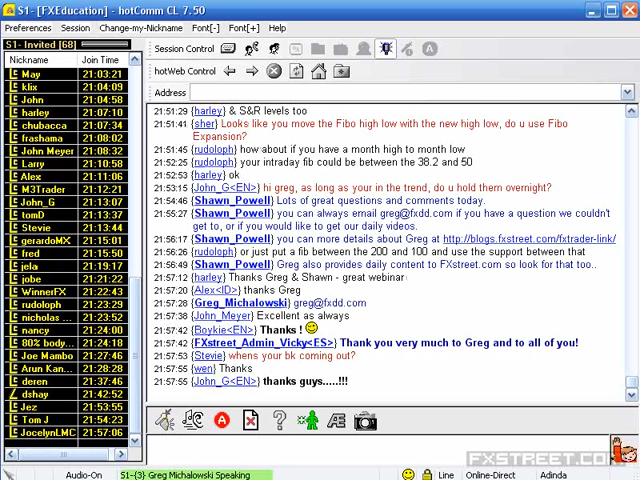 S1- [FXEducation] - hotComm CL 7.50
Preferences Session Change-my-Nickname Font[-] Font[+] Help
S1- Invited [68]
Session Control
Nickname Join Time
May 21:03:21
klix 21:04:09
John 21:04:58
harley 21:07:10
chubacca 21:07:34
frashama 21:08:02
John Meyer 21:08:32
Larry 21:10:58
Alex 21:11:06
M3Trader 21:12:21
John_G 21:13:07
tomD 21:13:37
Stevie 21:13:44
gerardoMX 21:15:01
fred 21:15:50
jela 21:19:17
jobe 21:21:22
WinnerFX 21:22:43
rudoloph 21:23:29
nicholas ... 21:23:50
nancy 21:24:00
80% body... 21:24:18
Joe Mambo 21:27:46
Arun Kan... 21:28:28
deren 21:37:56
dshay 21:42:52
Jez 21:53:55
Tom J 21:54:23
JocelynLMC 21:57:06
hotWeb Control
Address
21:51:29 {harley} & S&R levels too
21:51:41 {sher} Looks like you move the Fibo high low with the new high low, do u use Fibo
Expansion?
21:51:45 {rudoloph} how about if you have a month high to month low
21:52:25 {rudoloph} your intraday fib could be between the 38.2 and 50
21:52:43 {harley} ok
21:53:15 {John_G<EN>} hi greg, as long as your in the trend, do u hold them overnight?
21:54:46 {Shawn_Powell} Lots of great questions and comments today.
21:55:27 {Shawn_Powell} you can always email greg@fxdd.com if you have a question we couldn't
get to, or if you would like to get our daily videos.
21:56:17 {Shawn_Powell} you can more details about Greg at http://blogs.fxstreet.com/fxtrader-link/
21:56:26 {rudoloph} or just put a fib between the 200 and 100 and use the support between that
21:56:49 {Shawn_Powell} Greg also provides daily content to FXstreet.com so look for that too..
21:57:12 {harley} Thanks Greg & Shawn - great webinar
21:57:20 {Alex<ID>} thanks Greg
21:57:28 {Greg_Michalowski} greg@fxdd.com
21:57:38 {John_Meyer} Excellent as always
21:57:42 {Boykie<EN>} Thanks !
21:57:42 {FXstreet_Admin_Vicky<ES>} Thank you very much to Greg and to all of you!
21:57:53 {Stevie} whens your bk coming out?
21:57:55 {wen} Thanks
21:57:55 {John_G<EN>} thanks guys.....!!!
FXSTREET.COM
Audio-On S1-{3} Greg Michalowski Speaking Line Online-Direct Adinda